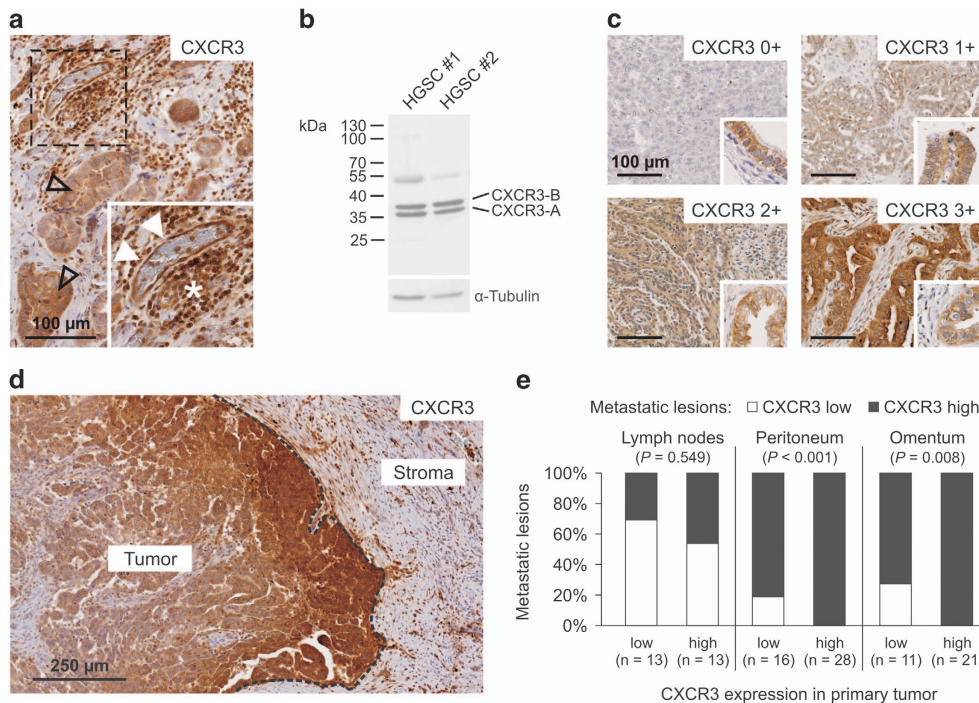 a
CXCR3
100 µm
*
b
HGSC #1
HGSC #2
kDa
130
100
70
55
40
35
25
CXCR3-B
CXCR3-A
α-Tubulin
c
CXCR3 0+
100 µm
CXCR3 1+
CXCR3 2+
CXCR3 3+
d
CXCR3
Stroma
Tumor
250 µm
e
Metastatic lesions: CXCR3 low CXCR3 high
Lymph nodes
(P = 0.549)
Peritoneum
(P < 0.001)
Omentum
(P = 0.008)
Metastatic lesions
100%
80%
60%
40%
20%
0%
low
(n = 13)
high
(n = 13)
low
(n = 16)
high
(n = 28)
low
(n = 11)
high
(n = 21)
CXCR3 expression in primary tumor